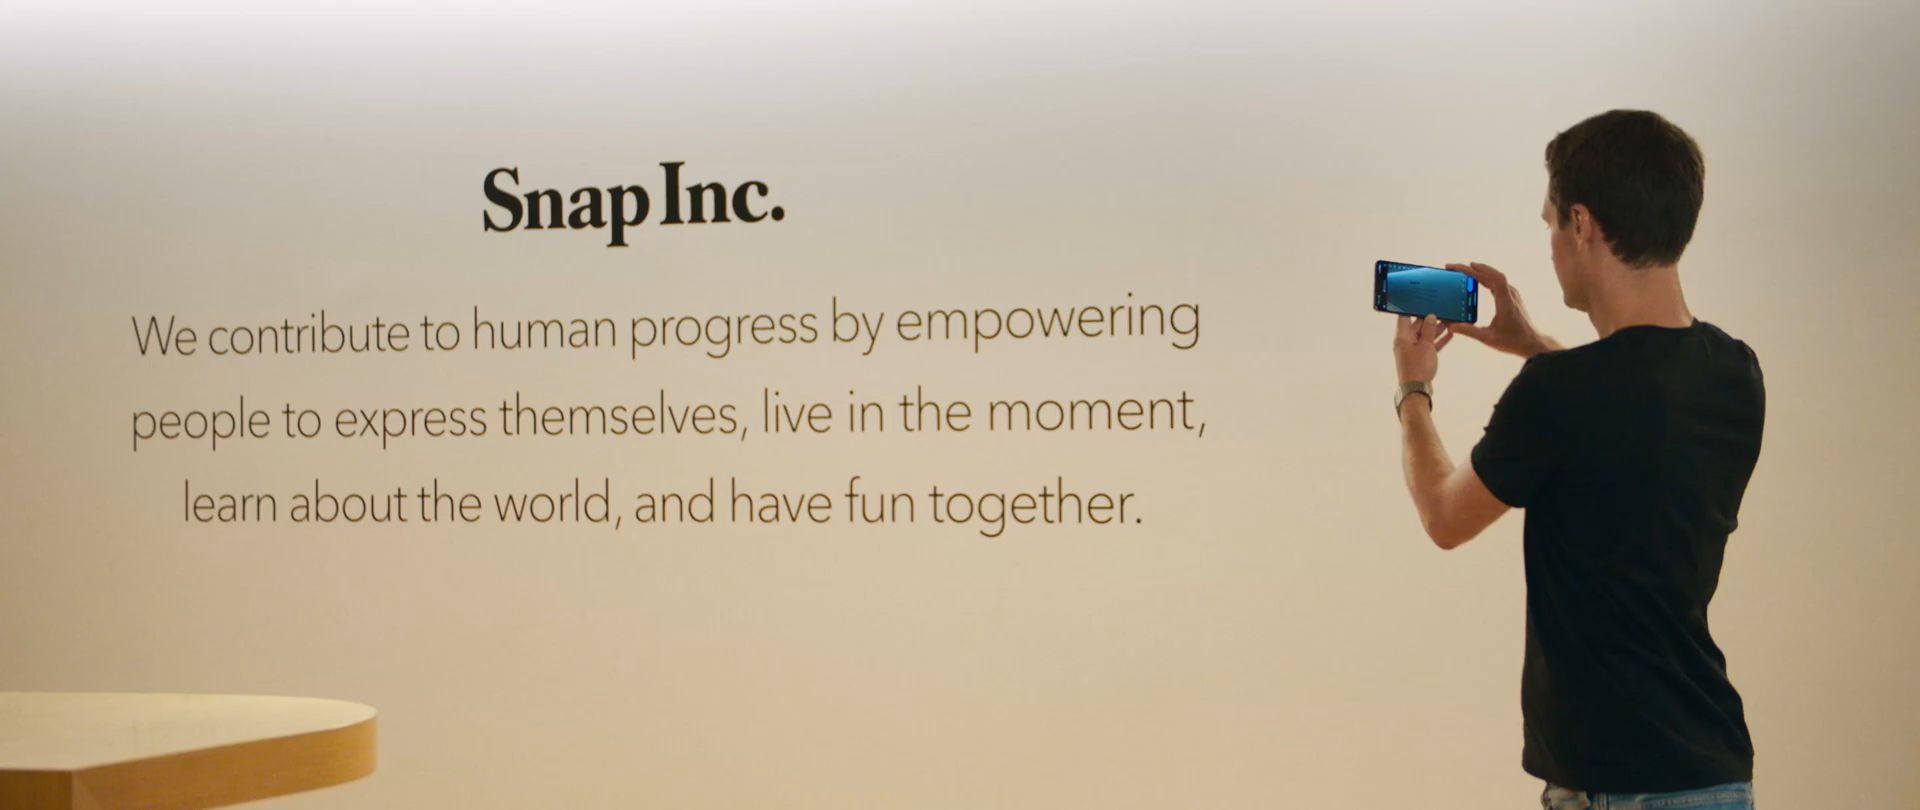 Snap Inc.
We contribute to human progress by empowering
people to express themselves, live in the moment,
learn about the world, and have fun together.